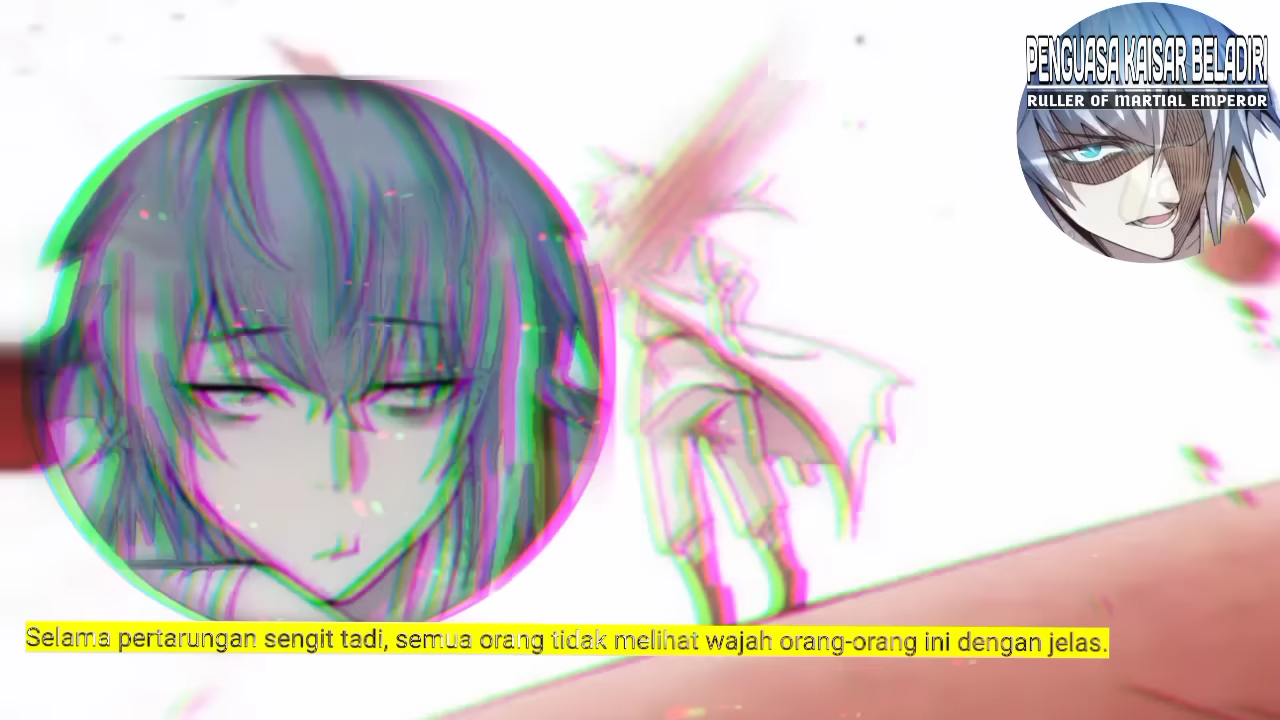 PENGUASA KAISAR BELADIRI
RULLER OF MARTIAL EMPEROR
Selama pertarungan sengit tadi, semua orang tidak melihat wajah orang-orang ini dengan jelas.